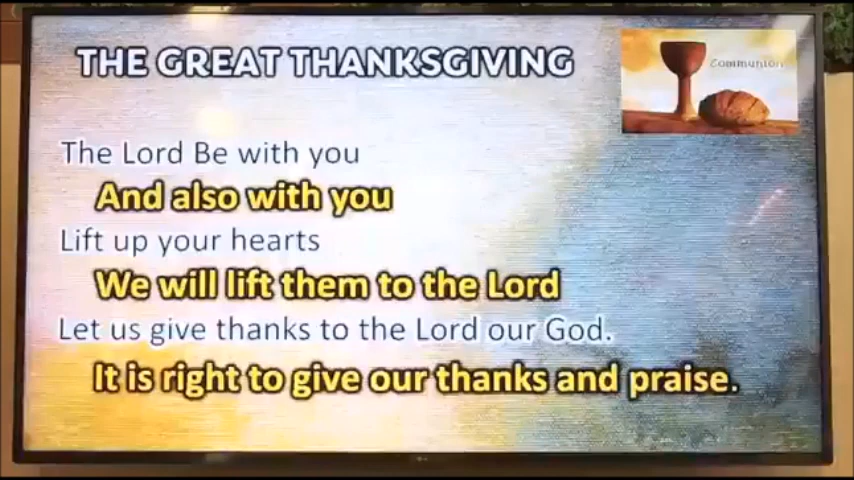 THE GREAT THANKSGIVING
Communion
The Lord Be with you
And also with you
Lift up your hearts
We will lift them to the Lord
Let us give thanks to the Lord our God.
It is right to give our thanks and praise.